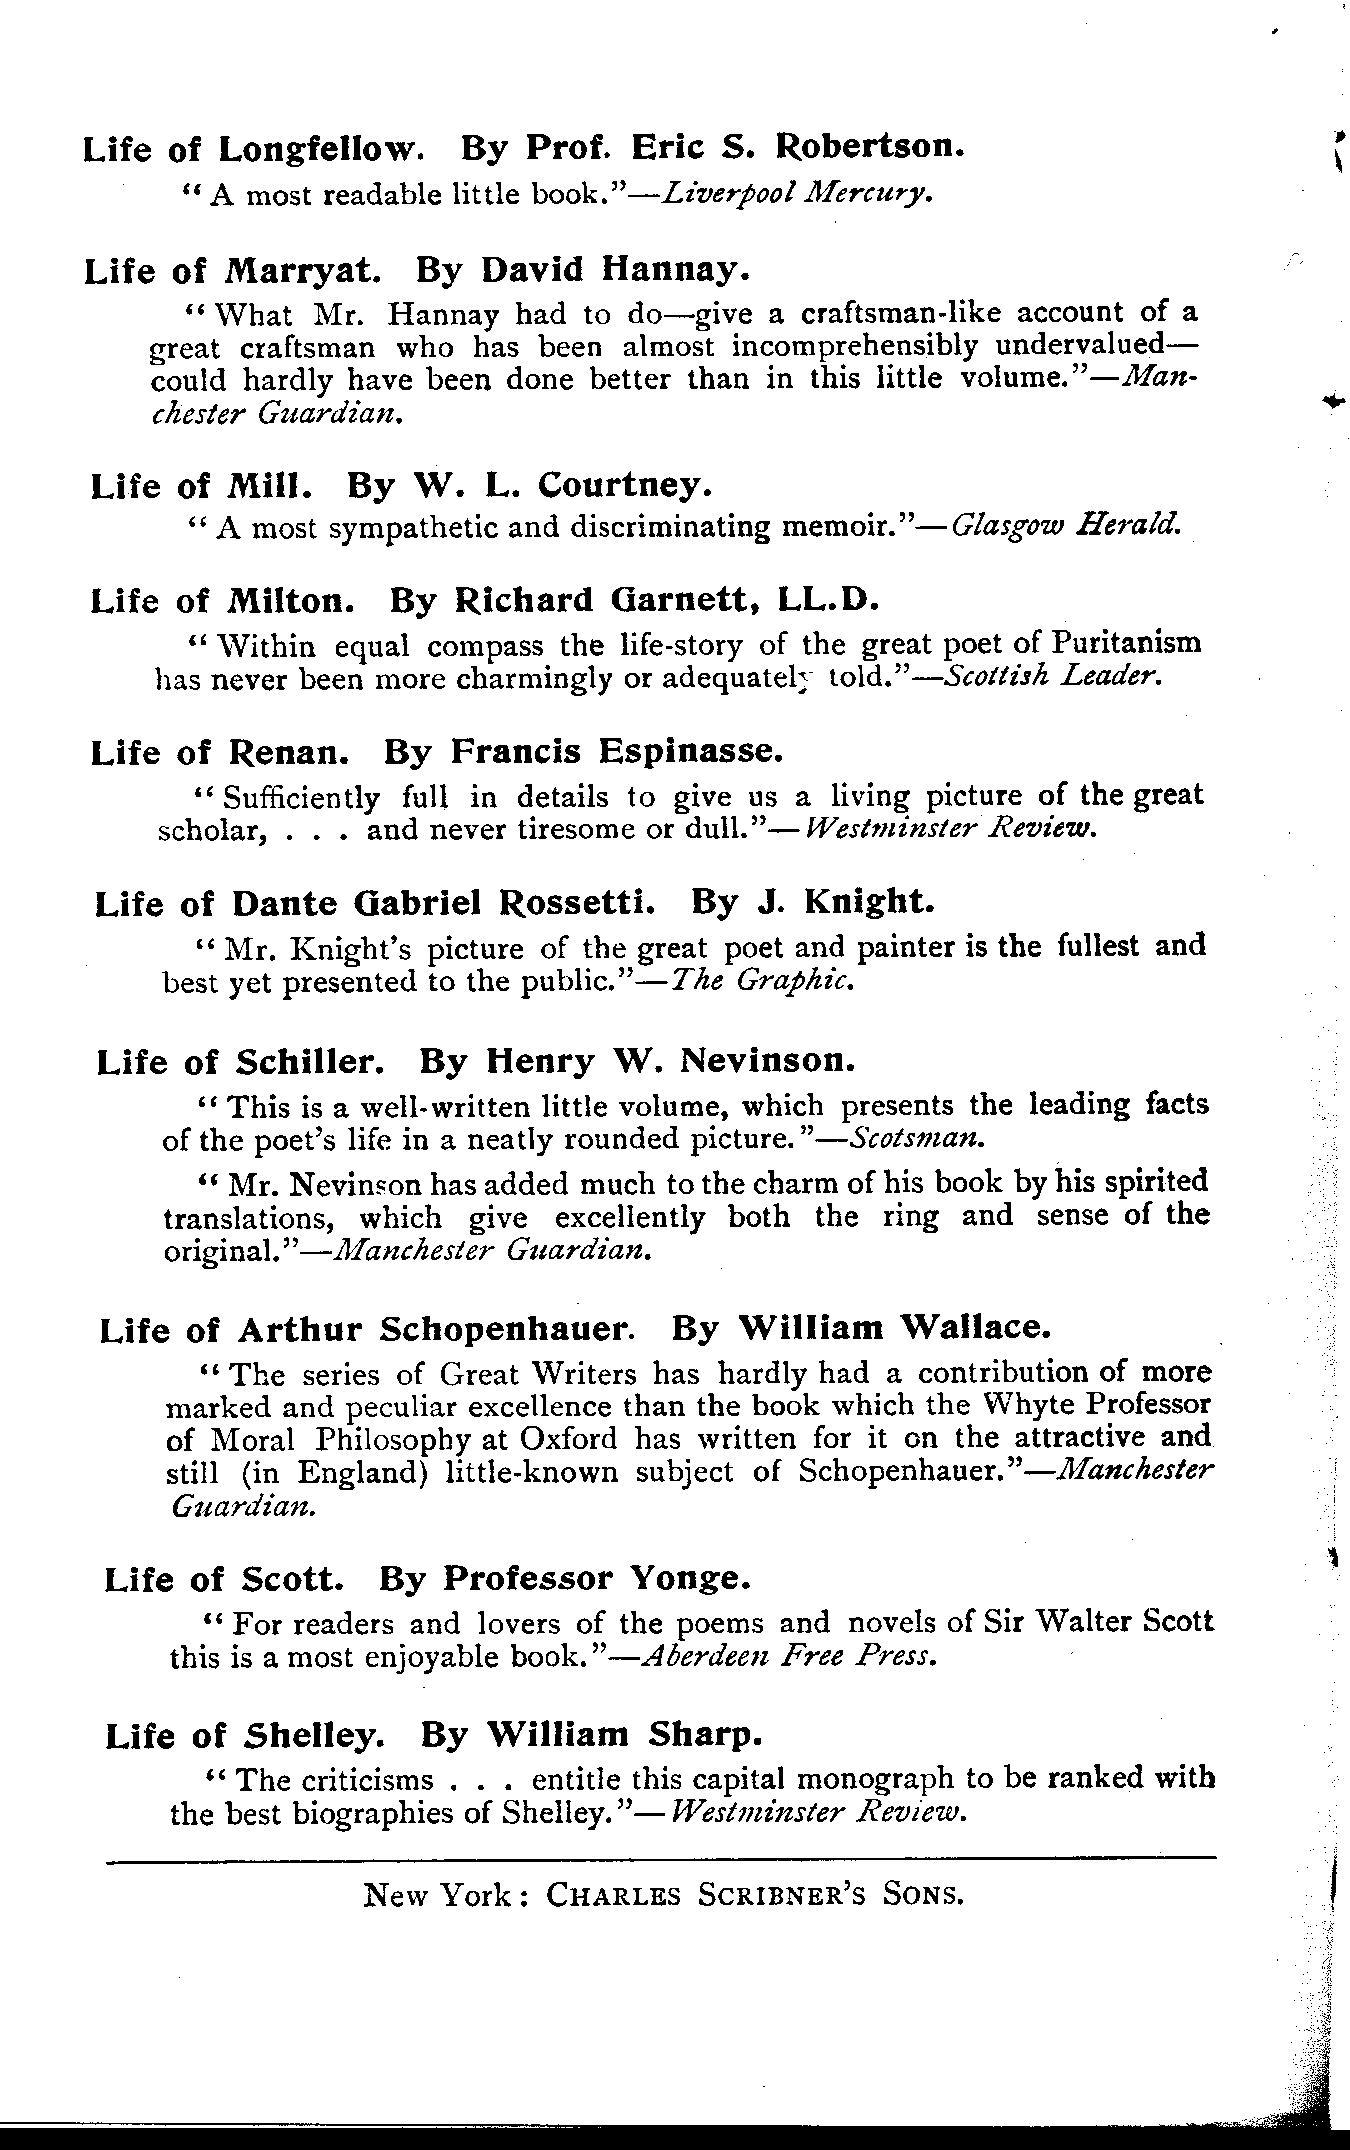 Life of Longfellow. By Prof. Eric S. Robertson.
“ A most readable little book.”—Liverpool Mercury.
Life of Marryat. By David Hannay.
“ What Mr. Hannay had to do—give a craftsman-like account of a
great craftsman who has been almost incomprehensibly undervalued—
could hardly have been done better than in this little volume.”—Man-
chester Guardian.
Life of Mill. By W. L. Courtney.
“ A most sympathetic and discriminating memoir.”—Glasgow Herald.
Life of Milton. By Richard Garnett, LL.D.
“ Within equal compass the life-story of the great poet of Puritanism
has never been more charmingly or adequately told.”—Scottish Leader.
Life of Renan. By Francis Espinasse.
“ Sufficiently full in details to give us a living picture of the great
scholar, . . . and never tiresome or dull.”—Westminster Review.
Life of Dante Gabriel Rossetti. By J. Knight.
“ Mr. Knight’s picture of the great poet and painter is the fullest and
best yet presented to the public.”—The Graphic.
Life of Schiller. By Henry W. Nevinson.
“ This is a well-written little volume, which presents the leading facts
of the poet’s life in a neatly rounded picture.”—Scotsman.
“ Mr. Nevinson has added much to the charm of his book by his spirited
translations, which give excellently both the ring and sense of the
original.”—Manchester Guardian.
Life of Arthur Schopenhauer. By William Wallace.
“ The series of Great Writers has hardly had a contribution of more
marked and peculiar excellence than the book which the Whyte Professor
of Moral Philosophy at Oxford has written for it on the attractive and
still (in England) little-known subject of Schopenhauer.”—Manchester
Guardian.
Life of Scott. By Professor Yonge.
“ For readers and lovers of the poems and novels of Sir Walter Scott
this is a most enjoyable book.”—Aberdeen Free Press.
Life of Shelley. By William Sharp.
“ The criticisms . . . entitle this capital monograph to be ranked with
the best biographies of Shelley.”—Westminster Review.
New York : CHARLES SCRIBNER’S SONS.